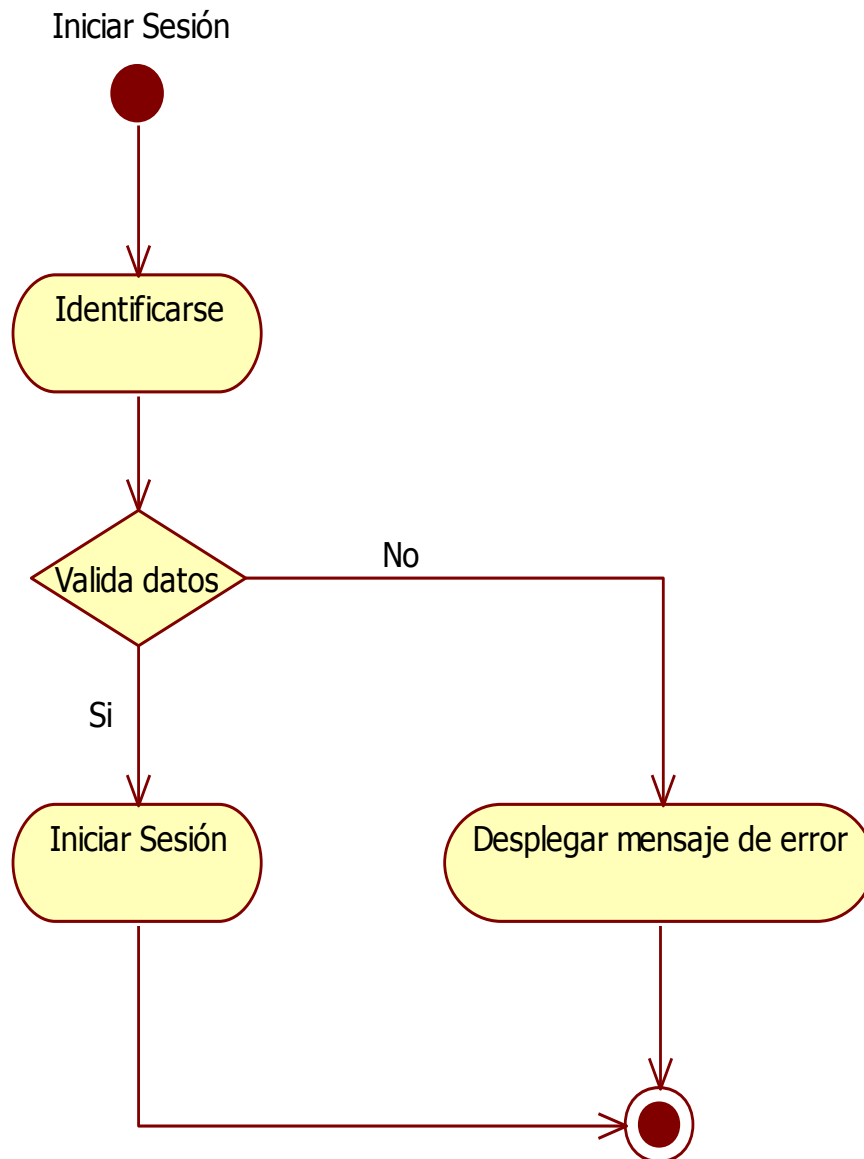 Iniciar Sesión
Identificarse
Valida datos
No
Si
Iniciar Sesión
Desplegar mensaje de error